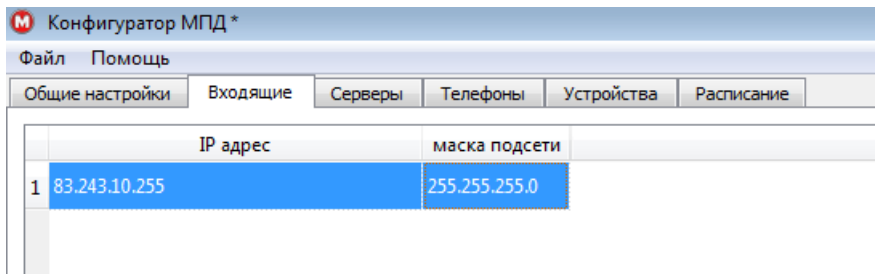 Конфигуратор МПД *
Файл Помощь
Общие настройки Входящие Серверы Телефоны Устройства Расписание
IP адрес маска подсети
1 83.243.10.255 255.255.255.0